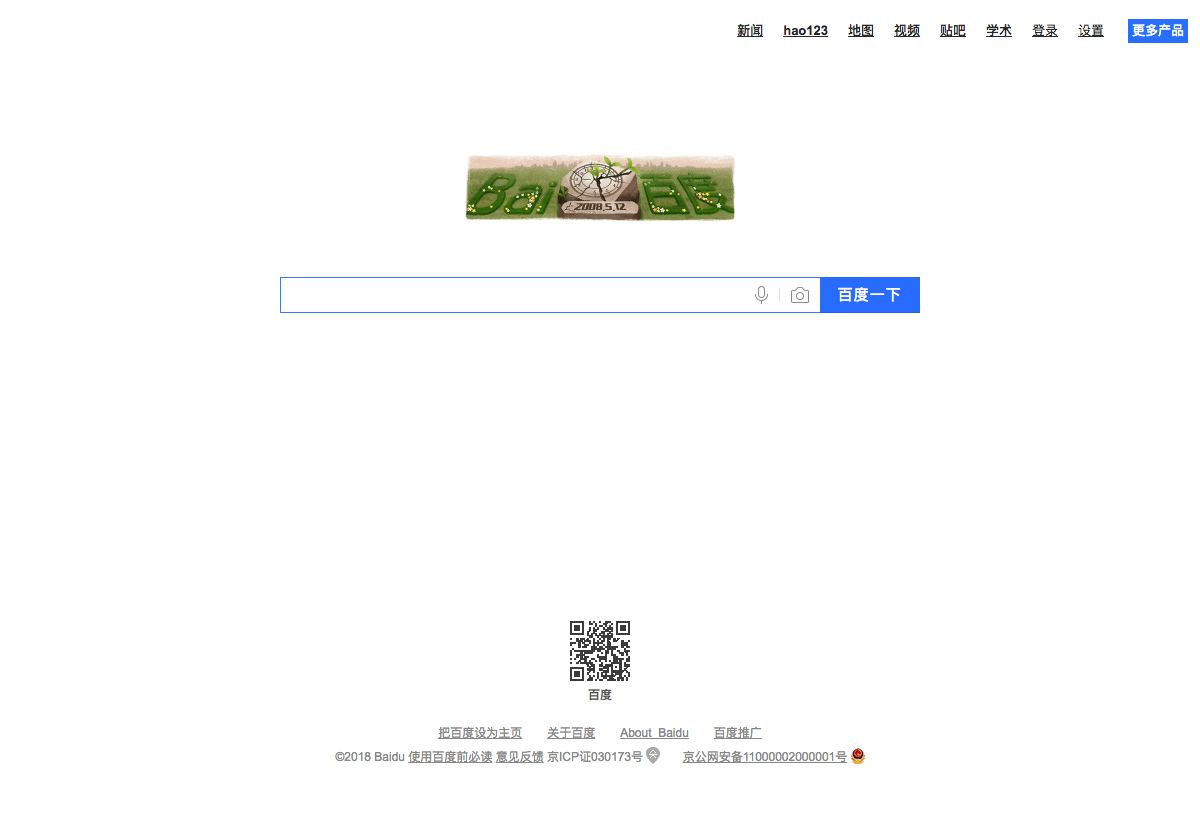 新闻 hao123 地图 视频 贴吧 学术 登录 设置 更多产品
Bai 百度
2008.5.12
百度一下
百度
把百度设为主页 关于百度 About Baidu 百度推广
©2018 Baidu 使用百度前必读 意见反馈 京ICP证030173号 京公网安备11000002000001号